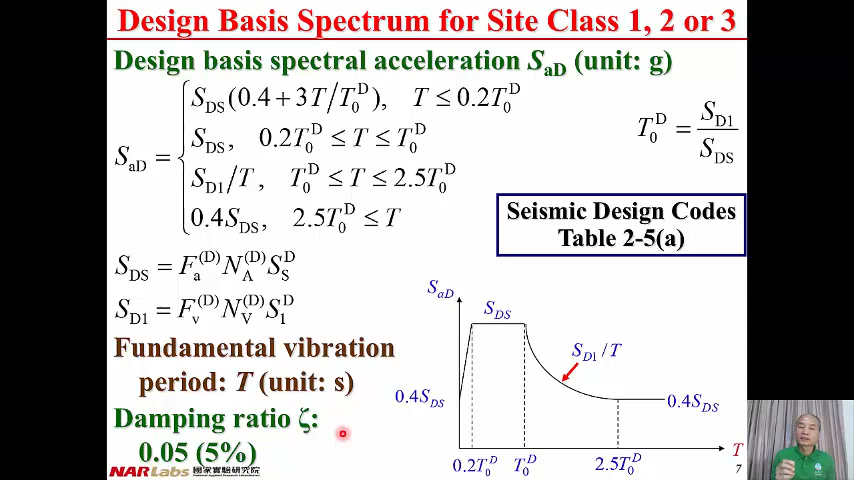 Design Basis Spectrum for Site Class 1, 2 or 3
Design basis spectral acceleration SaD (unit: g)
SaD =
SDS(0.4 + 3T/T0D), T ≤ 0.2T0D
SDS, 0.2T0D ≤ T ≤ T0D
SD1/T, T0D ≤ T ≤ 2.5T0D
0.4SDS, 2.5T0D ≤ T
T0D = SD1/SDS
Seismic Design Codes
Table 2-5(a)
SDS = Fa(D)NA(D)SSD
SD1 = Fv(D)NV(D)S1D
Fundamental vibration
period: T (unit: s)
Damping ratio ζ:
0.05 (5%)
SaD
SDS
SD1/T
0.4SDS
0.4SDS
T
0.2T0D T0D 2.5T0D
NARLabs 國家實驗研究院
7